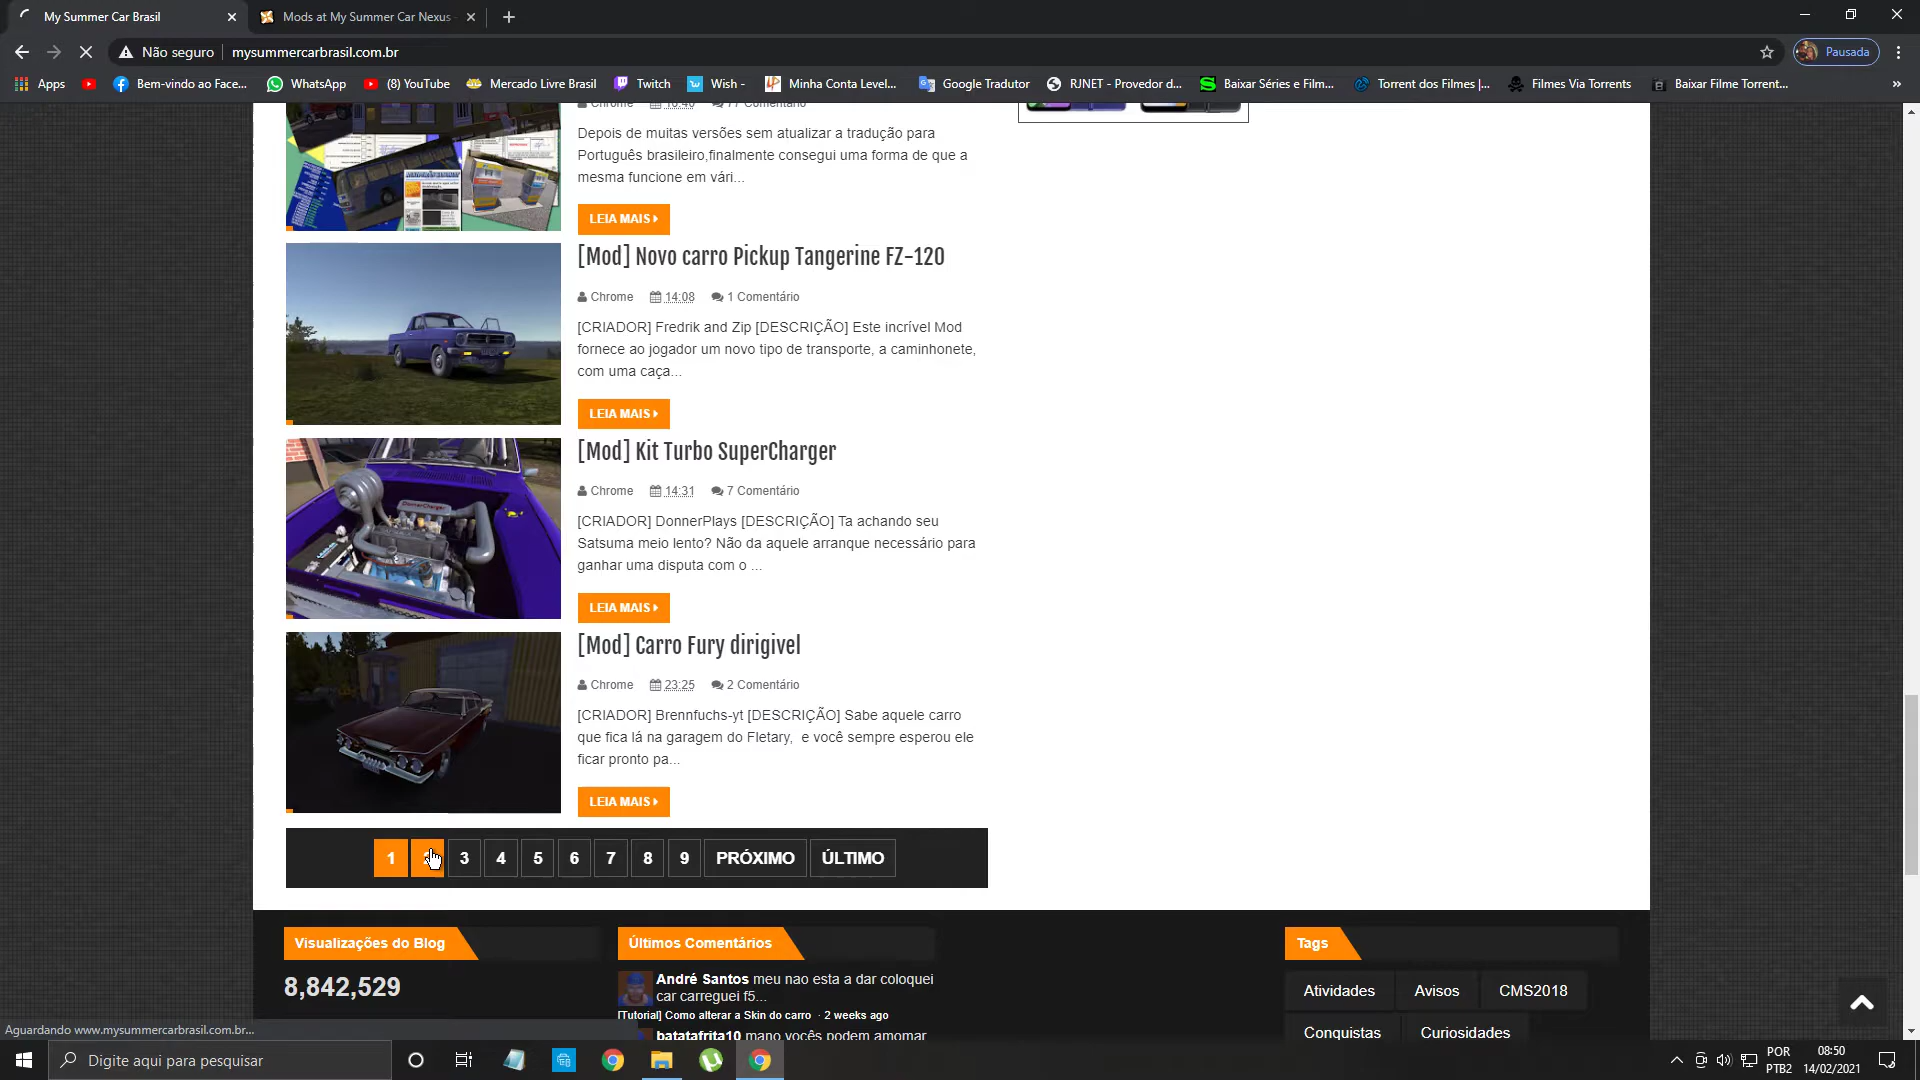 My Summer Car Brasil
Mods at My Summer Car Nexus -
Não seguro
mysummercarbrasil.com.br
Pausada
Apps
Bem-vindo ao Face...
WhatsApp
(8) YouTube
Mercado Livre Brasil
Twitch
Wish -
Minha Conta Level...
Google Tradutor
RJNET - Provedor d...
Baixar Séries e Film...
Torrent dos Filmes |...
Filmes Via Torrents
Baixar Filme Torrent...
»
Chrome 16:40 77 Comentário
Depois de muitas versões sem atualizar a tradução para
Português brasileiro,finalmente consegui uma forma de que a
mesma funcione em vári...
LEIA MAIS
[Mod] Novo carro Pickup Tangerine FZ-120
Chrome 14:08 1 Comentário
[CRIADOR] Fredrik and Zip [DESCRIÇÃO] Este incrível Mod
fornece ao jogador um novo tipo de transporte, a caminhonete,
com uma caça...
LEIA MAIS
[Mod] Kit Turbo SuperCharger
Chrome 14:31 7 Comentário
[CRIADOR] DonnerPlays [DESCRIÇÃO] Ta achando seu
Satsuma meio lento? Não da aquele arranque necessário para
ganhar uma disputa com o ...
LEIA MAIS
[Mod] Carro Fury dirigivel
Chrome 23:25 2 Comentário
[CRIADOR] Brennfuchs-yt [DESCRIÇÃO] Sabe aquele carro
que fica lá na garagem do Fletary, e você sempre esperou ele
ficar pronto pa...
LEIA MAIS
1 2 3 4 5 6 7 8 9 PRÓXIMO ÚLTIMO
Visualizações do Blog
8,842,529
Últimos Comentários
André Santos meu nao esta a dar coloquei
car carreguei f5...
[Tutorial] Como alterar a Skin do carro · 2 weeks ago
batatafrita10 mano vocês podem amomar
Tags
Atividades
Avisos
CMS2018
Conquistas
Curiosidades
Aguardando www.mysummercarbrasil.com.br...
Digite aqui para pesquisar
POR
PTB2
08:50
14/02/2021